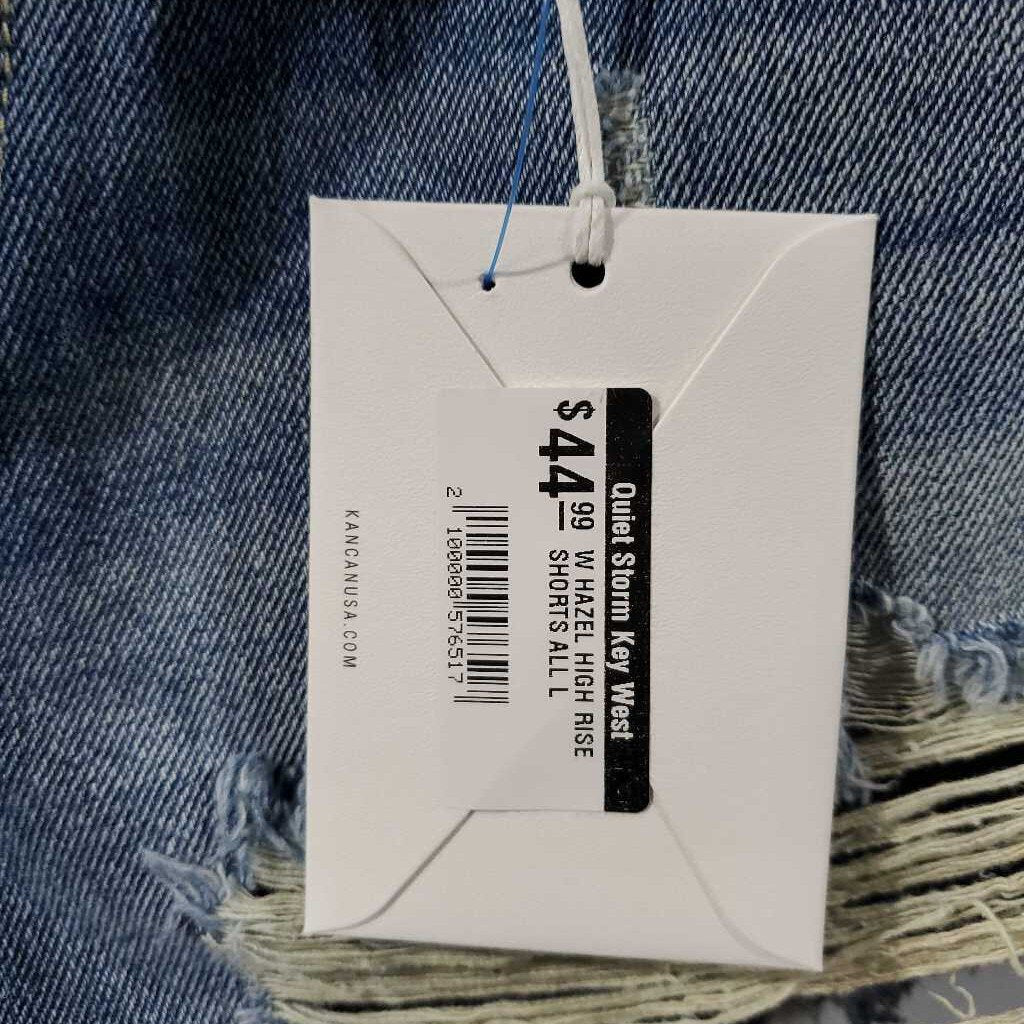 Quiet Storm Key West
$44.99
W HAZEL HIGH RISE
SHORTS ALL L
2 100000 576517
KANCANUSA.COM